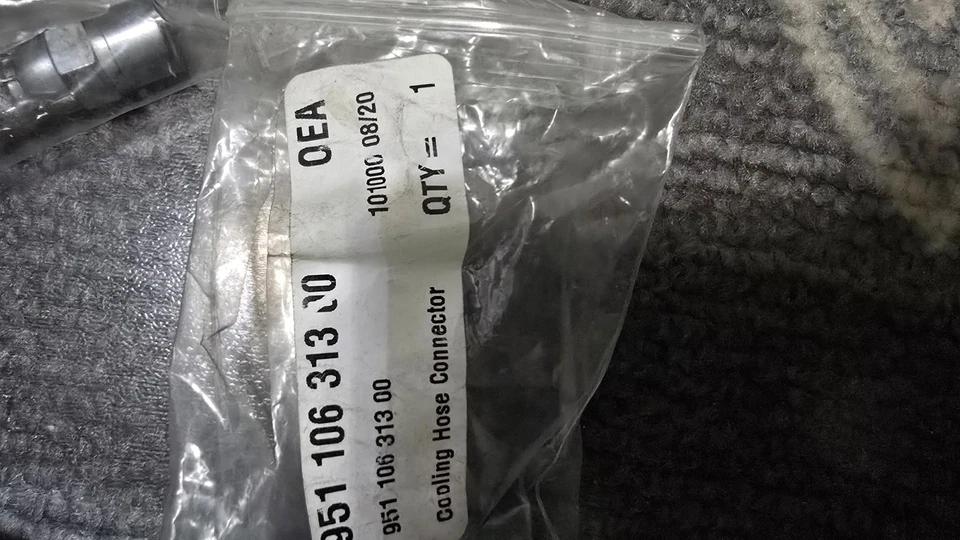 951 106 313 00 OEA
951 106 313 00 101000 08/20
Cooling Hose Connector QTY = 1